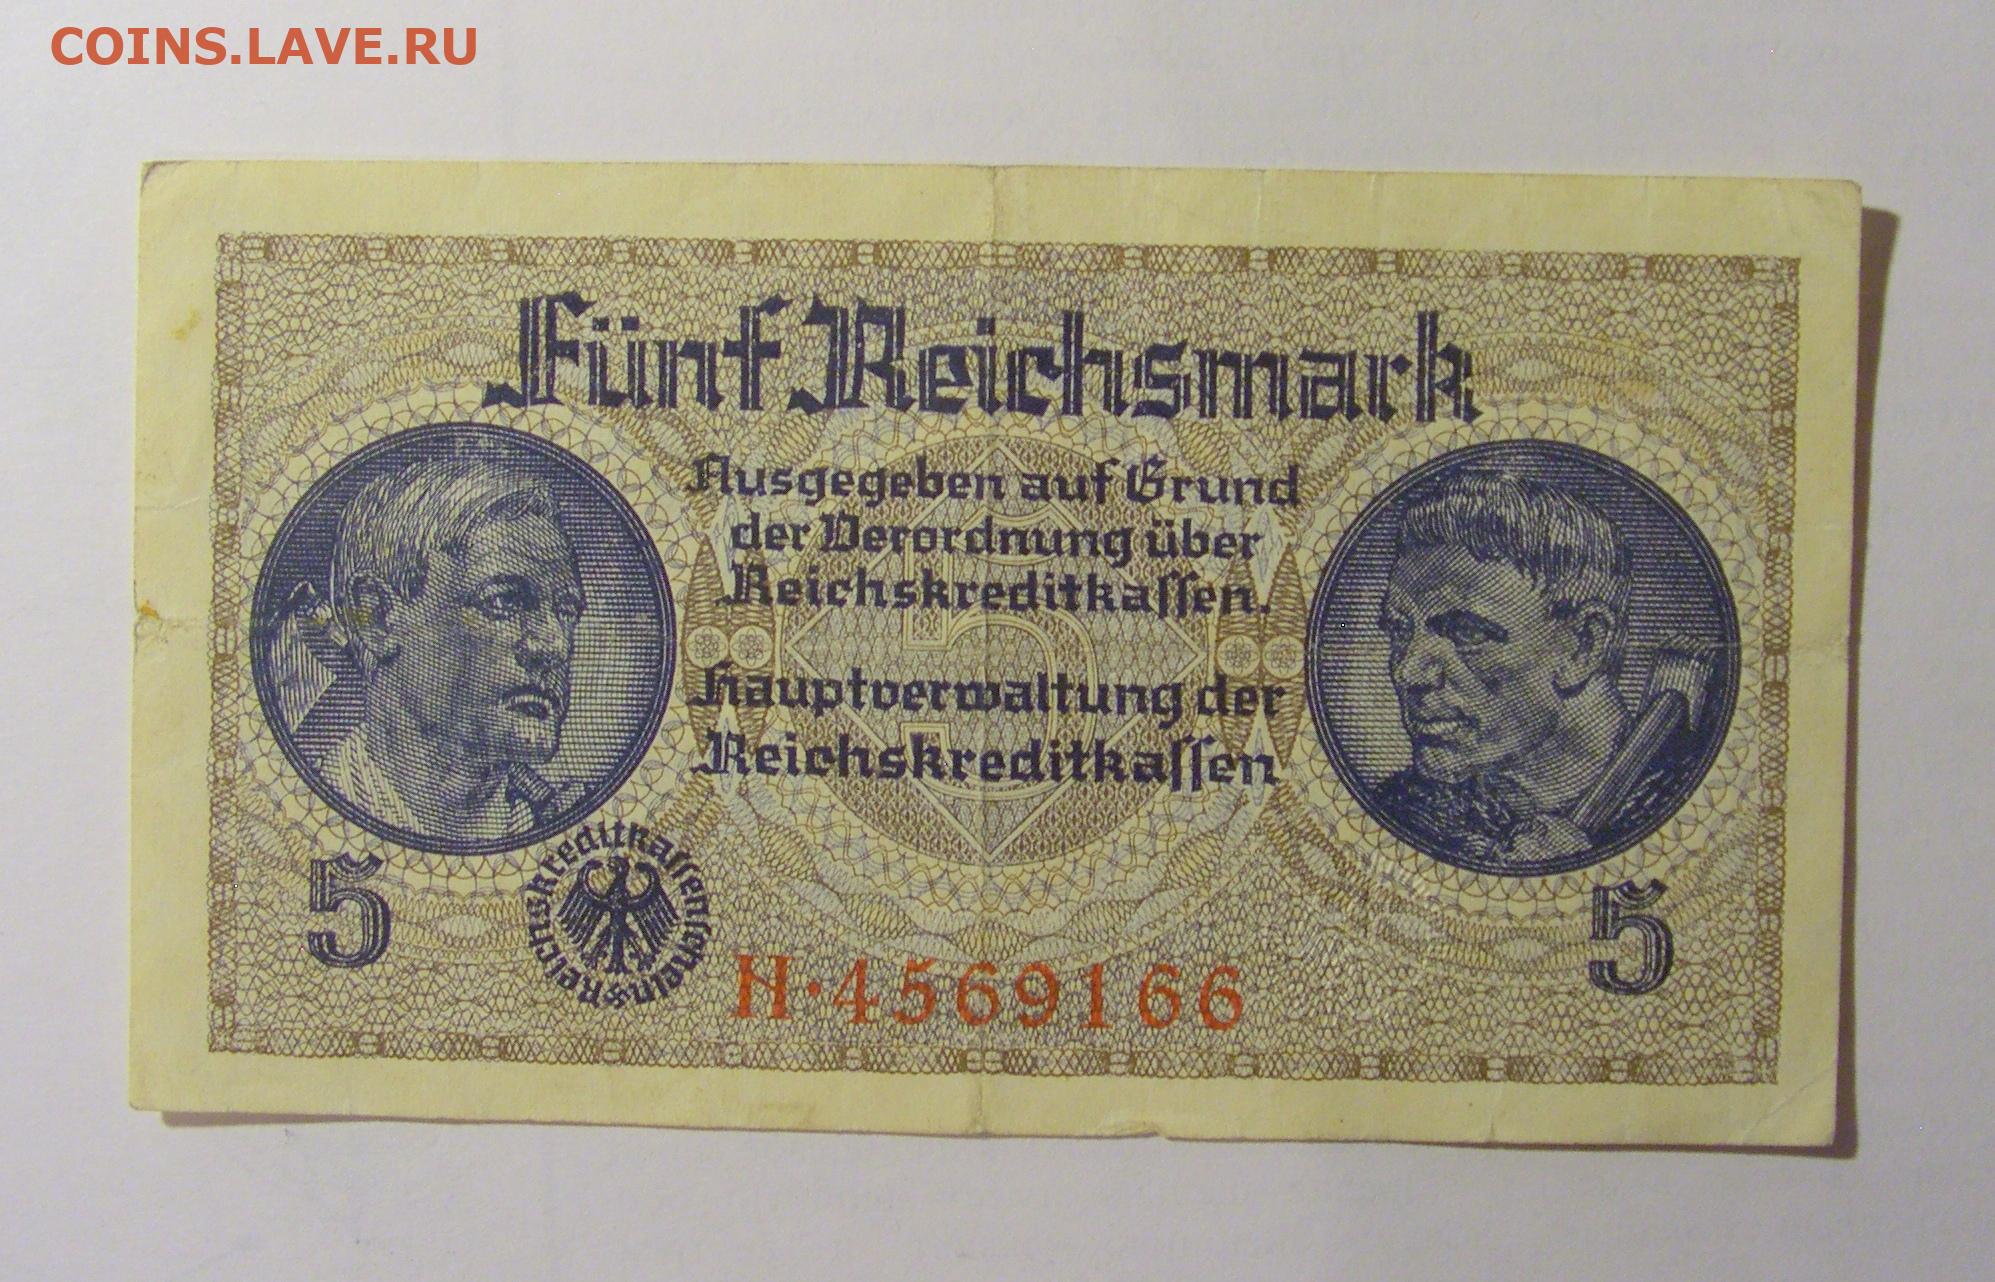 COINS.LAVE.RU
Fünf Reichsmark
Ausgegeben auf Grund
der Verordnung über
Reichskreditkassen.
Hauptverwaltung der
Reichskreditkassen
5
5
5
Reichskreditkassenscheine
H·4569166